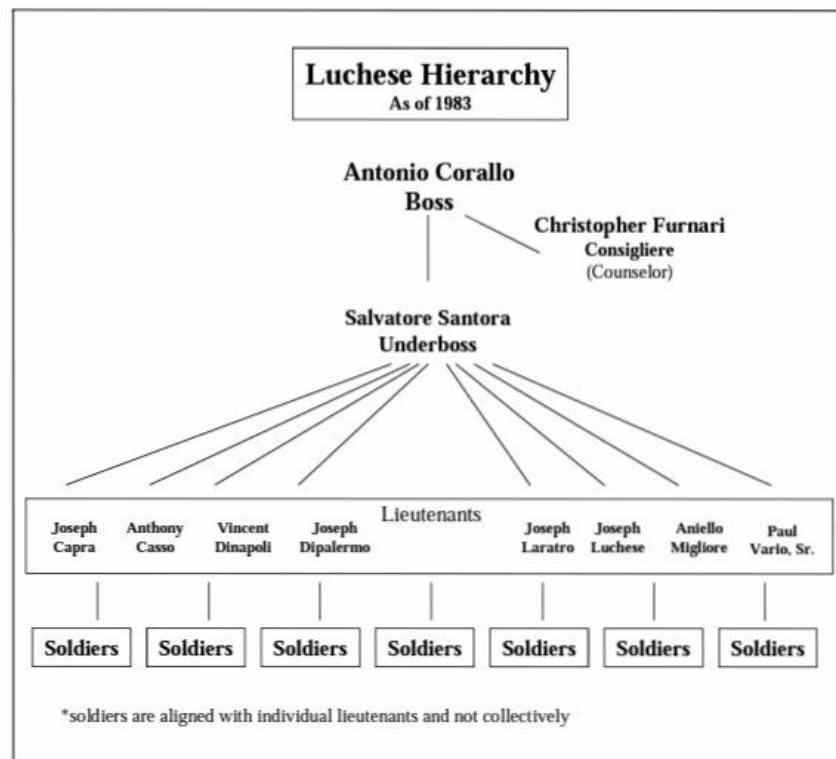 Luchese Hierarchy
As of 1983
Antonio Corallo
Boss
Christopher Furnari
Consigliere
(Counselor)
Salvatore Santora
Underboss
Lieutenants
Joseph
Capra
Anthony
Casso
Vincent
Dinapoli
Joseph
Dipalermo
Joseph
Laratro
Joseph
Luchese
Aniello
Migliore
Paul
Vario, Sr.
Soldiers
Soldiers
Soldiers
Soldiers
Soldiers
Soldiers
Soldiers
*soldiers are aligned with individual lieutenants and not collectively